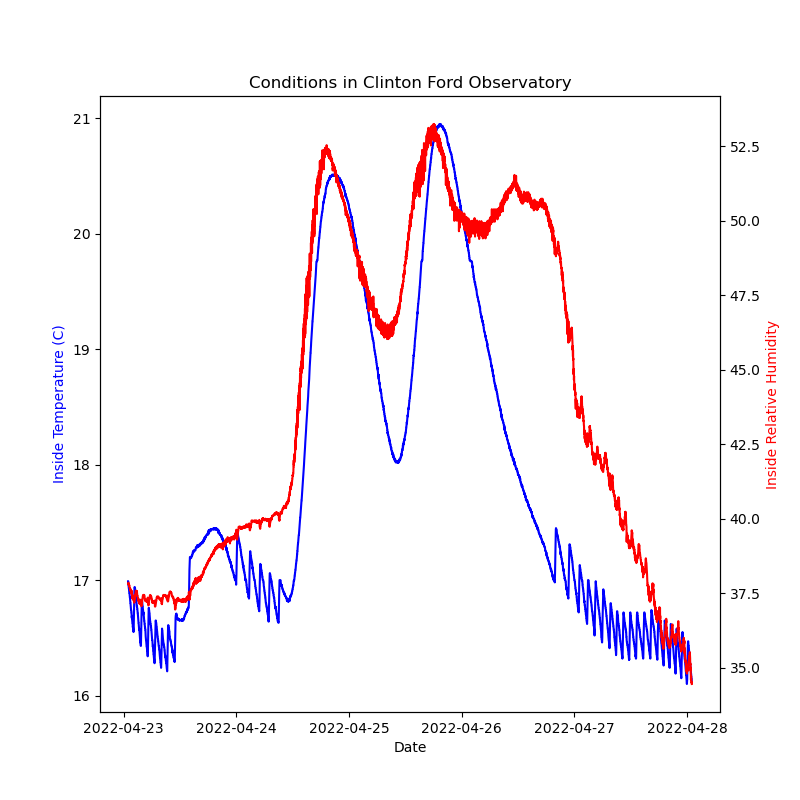 Conditions in Clinton Ford Observatory
21
20
19
18
17
16
Inside Temperature (C)
52.5
50.0
47.5
45.0
42.5
40.0
37.5
35.0
Inside Relative Humidity
2022-04-23 2022-04-24 2022-04-25 2022-04-26 2022-04-27 2022-04-28
Date